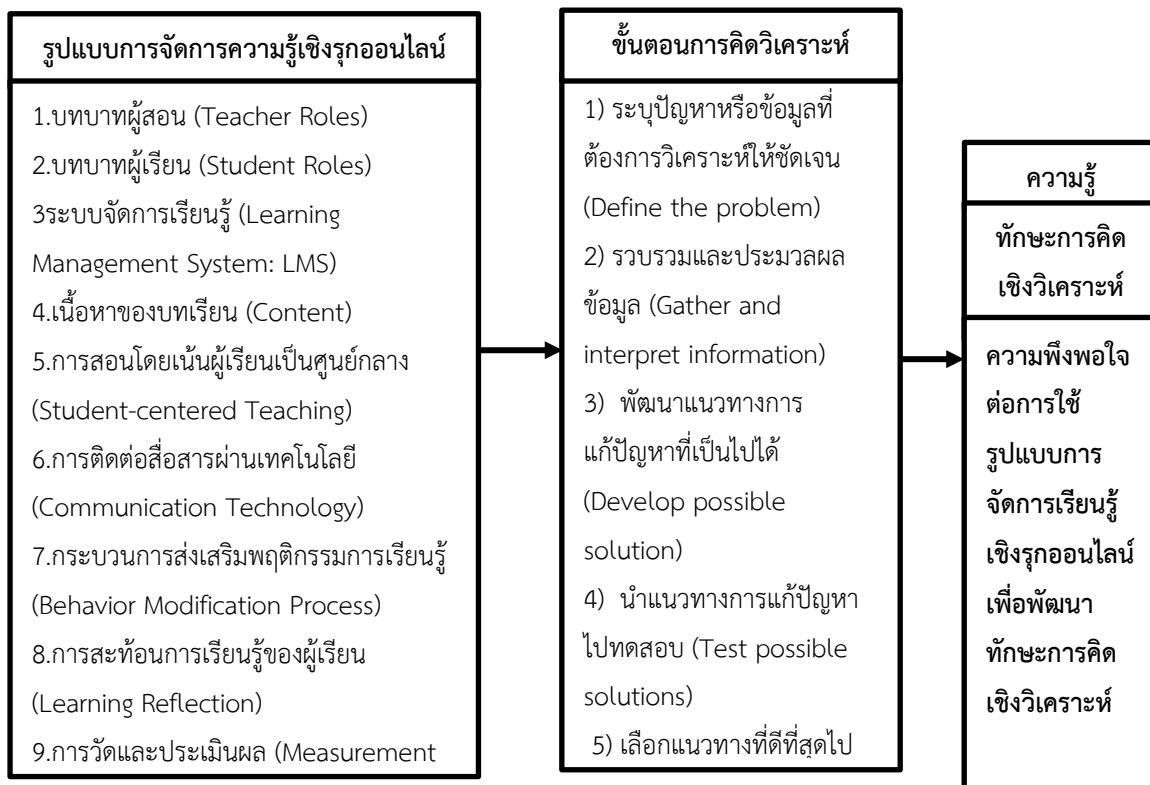 รูปแบบการจัดการความรู้เชิงรุกออนไลน์
1.บทบาทผู้สอน (Teacher Roles)
2.บทบาทผู้เรียน (Student Roles)
3ระบบจัดการเรียนรู้ (Learning
Management System: LMS)
4.เนื้อหาของบทเรียน (Content)
5.การสอนโดยเน้นผู้เรียนเป็นศูนย์กลาง
(Student-centered Teaching)
6.การติดต่อสื่อสารผ่านเทคโนโลยี
(Communication Technology)
7.กระบวนการส่งเสริมพฤติกรรมการเรียนรู้
(Behavior Modification Process)
8.การสะท้อนการเรียนรู้ของผู้เรียน
(Learning Reflection)
9.การวัดและประเมินผล (Measurement
ขั้นตอนการคิดวิเคราะห์
1) ระบุปัญหาหรือข้อมูลที่
ต้องการวิเคราะห์ให้ชัดเจน
(Define the problem)
2) รวบรวมและประมวลผล
ข้อมูล (Gather and
interpret information)
3) พัฒนาแนวทางการ
แก้ปัญหาที่เป็นไปได้
(Develop possible
solution)
4) นำแนวทางการแก้ปัญหา
ไปทดสอบ (Test possible
solutions)
5) เลือกแนวทางที่ดีที่สุดไป
ความรู้
ทักษะการคิด
เชิงวิเคราะห์
ความพึงพอใจ
ต่อการใช้
รูปแบบการ
จัดการเรียนรู้
เชิงรุกออนไลน์
เพื่อพัฒนา
ทักษะการคิด
เชิงวิเคราะห์